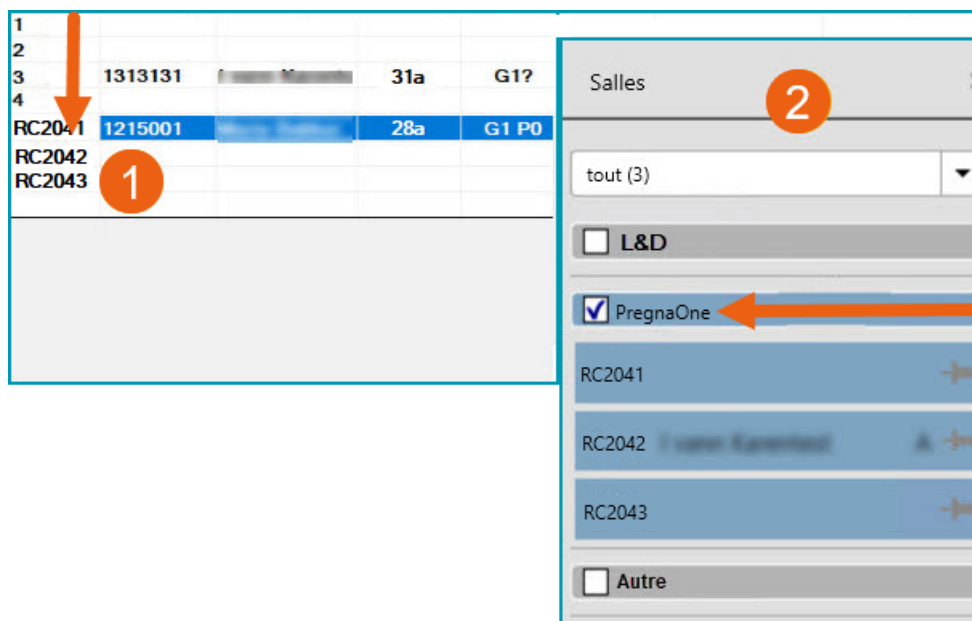 1
2
3 1313131 31a G1?
4
RC2041 1215001 28a G1 P0
RC2042
RC2043
1
Salles
2
tout (3)
L&D
PregnaOne
RC2041
RC2042
RC2043
Autre